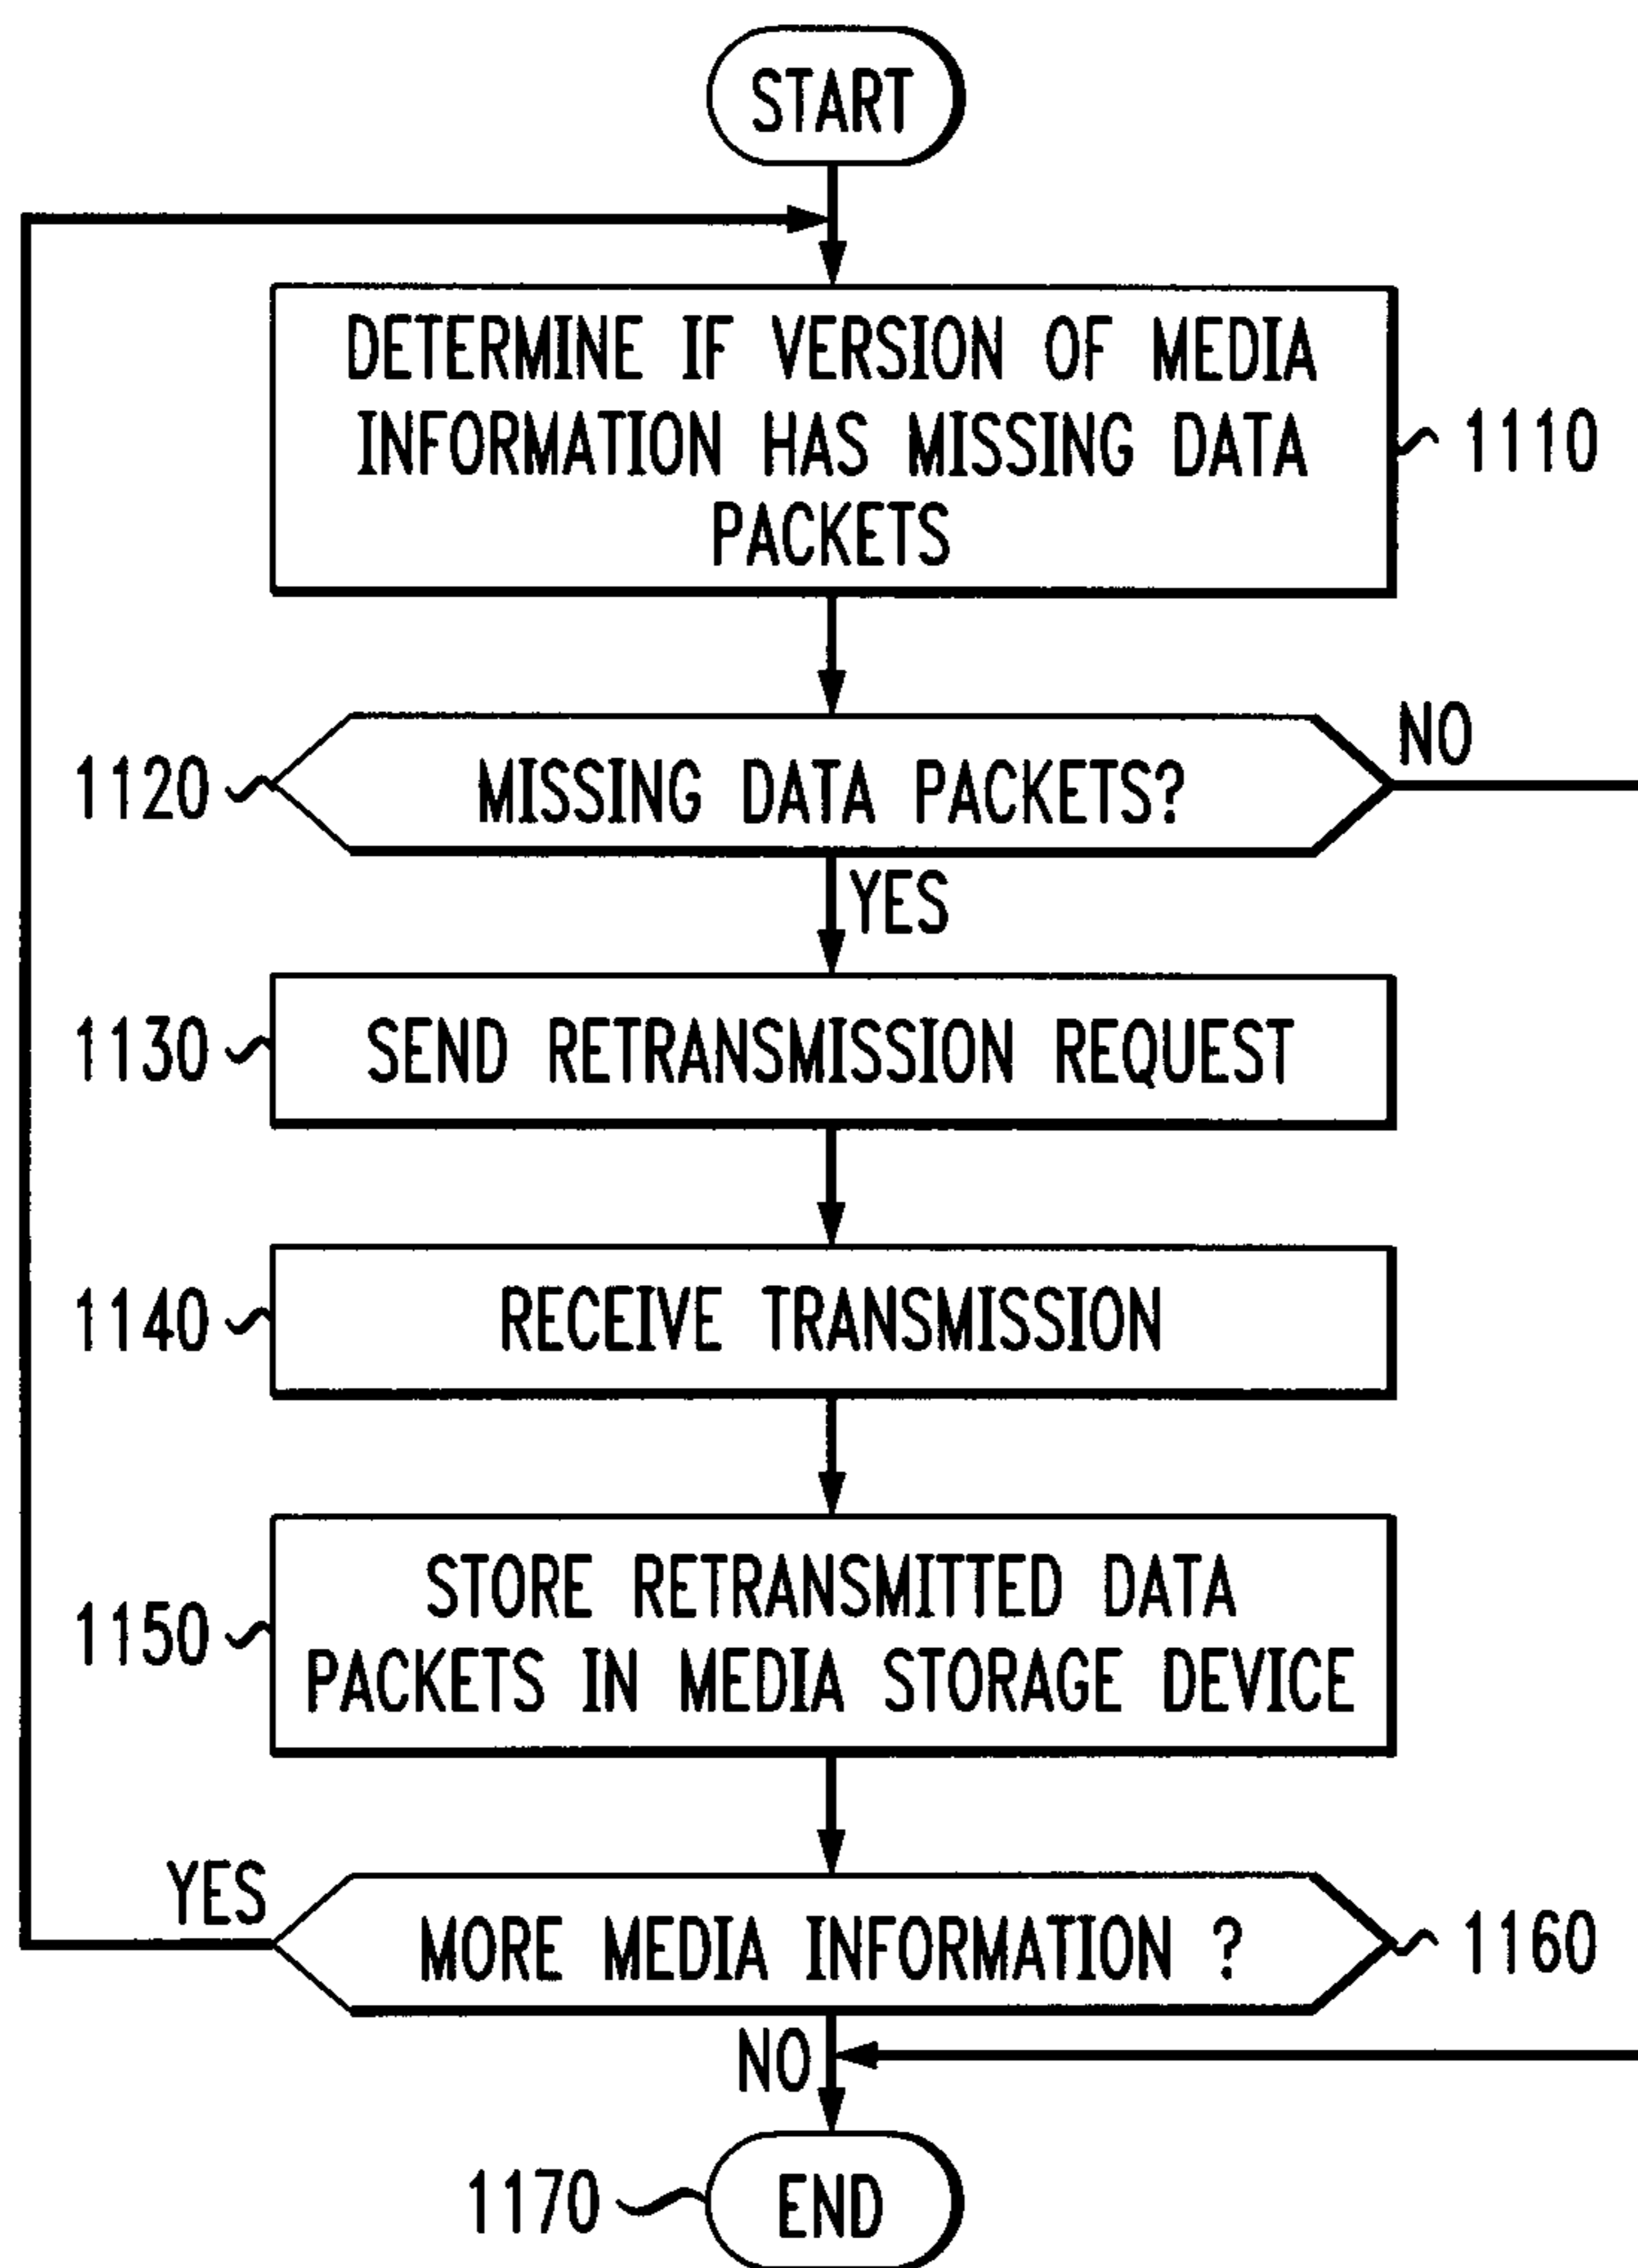 START
DETERMINE IF VERSION OF MEDIA
INFORMATION HAS MISSING DATA
PACKETS
1110
NO
1120
MISSING DATA PACKETS?
YES
1130
SEND RETRANSMISSION REQUEST
1140
RECEIVE TRANSMISSION
1150
STORE RETRANSMITTED DATA
PACKETS IN MEDIA STORAGE DEVICE
YES
MORE MEDIA INFORMATION ?
1160
NO
1170
END